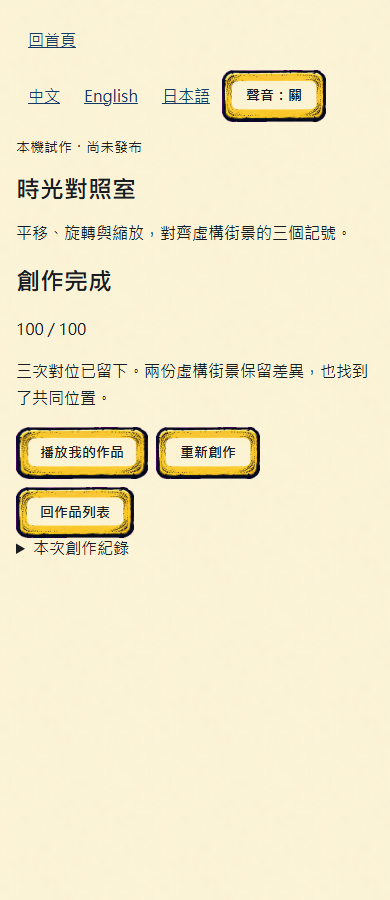 回首頁
中文 English 日本語 聲音：關
本機試作・尚未發布
時光對照室
平移、旋轉與縮放，對齊虛構街景的三個記號。
創作完成
100 / 100
三次對位已留下。兩份虛構街景保留差異，也找到
了共同位置。
播放我的作品 重新創作
回作品列表
▶ 本次創作紀錄